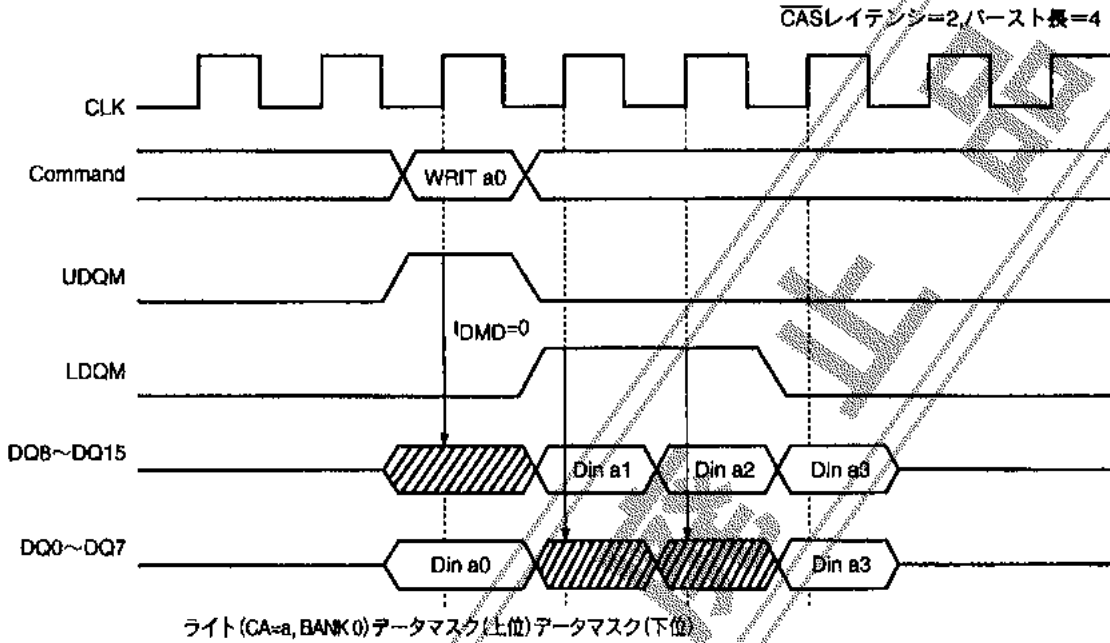 CASレイテンシ=2,バースト長=4
CLK
Command
WRIT a0
UDQM
lDMD=0
LDQM
DQ8～DQ15
Din a1
Din a2
Din a3
DQ0～DQ7
Din a0
Din a3
ライト(CA=a, BANK 0)データマスク(上位)データマスク(下位)